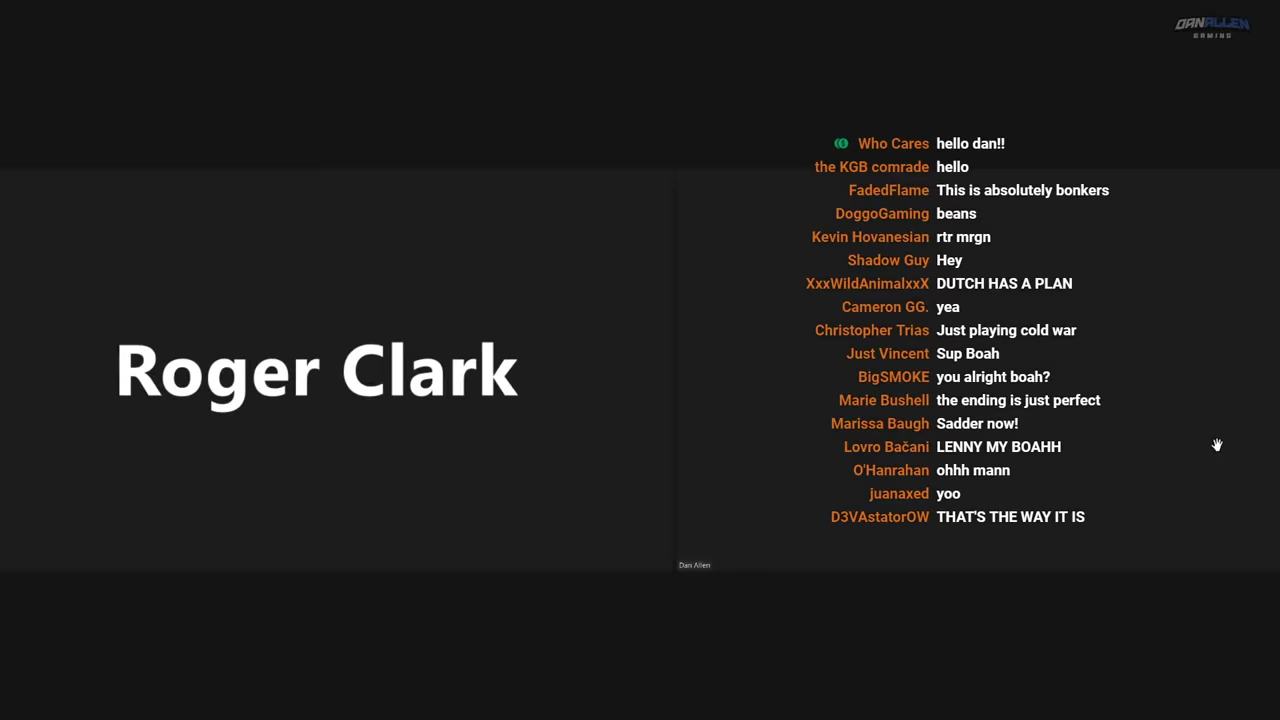 DANALLEN
GAMING
Who Cares hello dan!!
the KGB comrade hello
FadedFlame This is absolutely bonkers
DoggoGaming beans
Kevin Hovanesian rtr mrgn
Shadow Guy Hey
XxxWildAnimalxxX DUTCH HAS A PLAN
Cameron GG. yea
Christopher Trias Just playing cold war
Just Vincent Sup Boah
BigSMOKE you alright boah?
Marie Bushell the ending is just perfect
Marissa Baugh Sadder now!
Lovro Bačani LENNY MY BOAHH
O'Hanrahan ohhh mann
juanaxed yoo
D3VAstatorOW THAT'S THE WAY IT IS
Roger Clark
Dan Allen